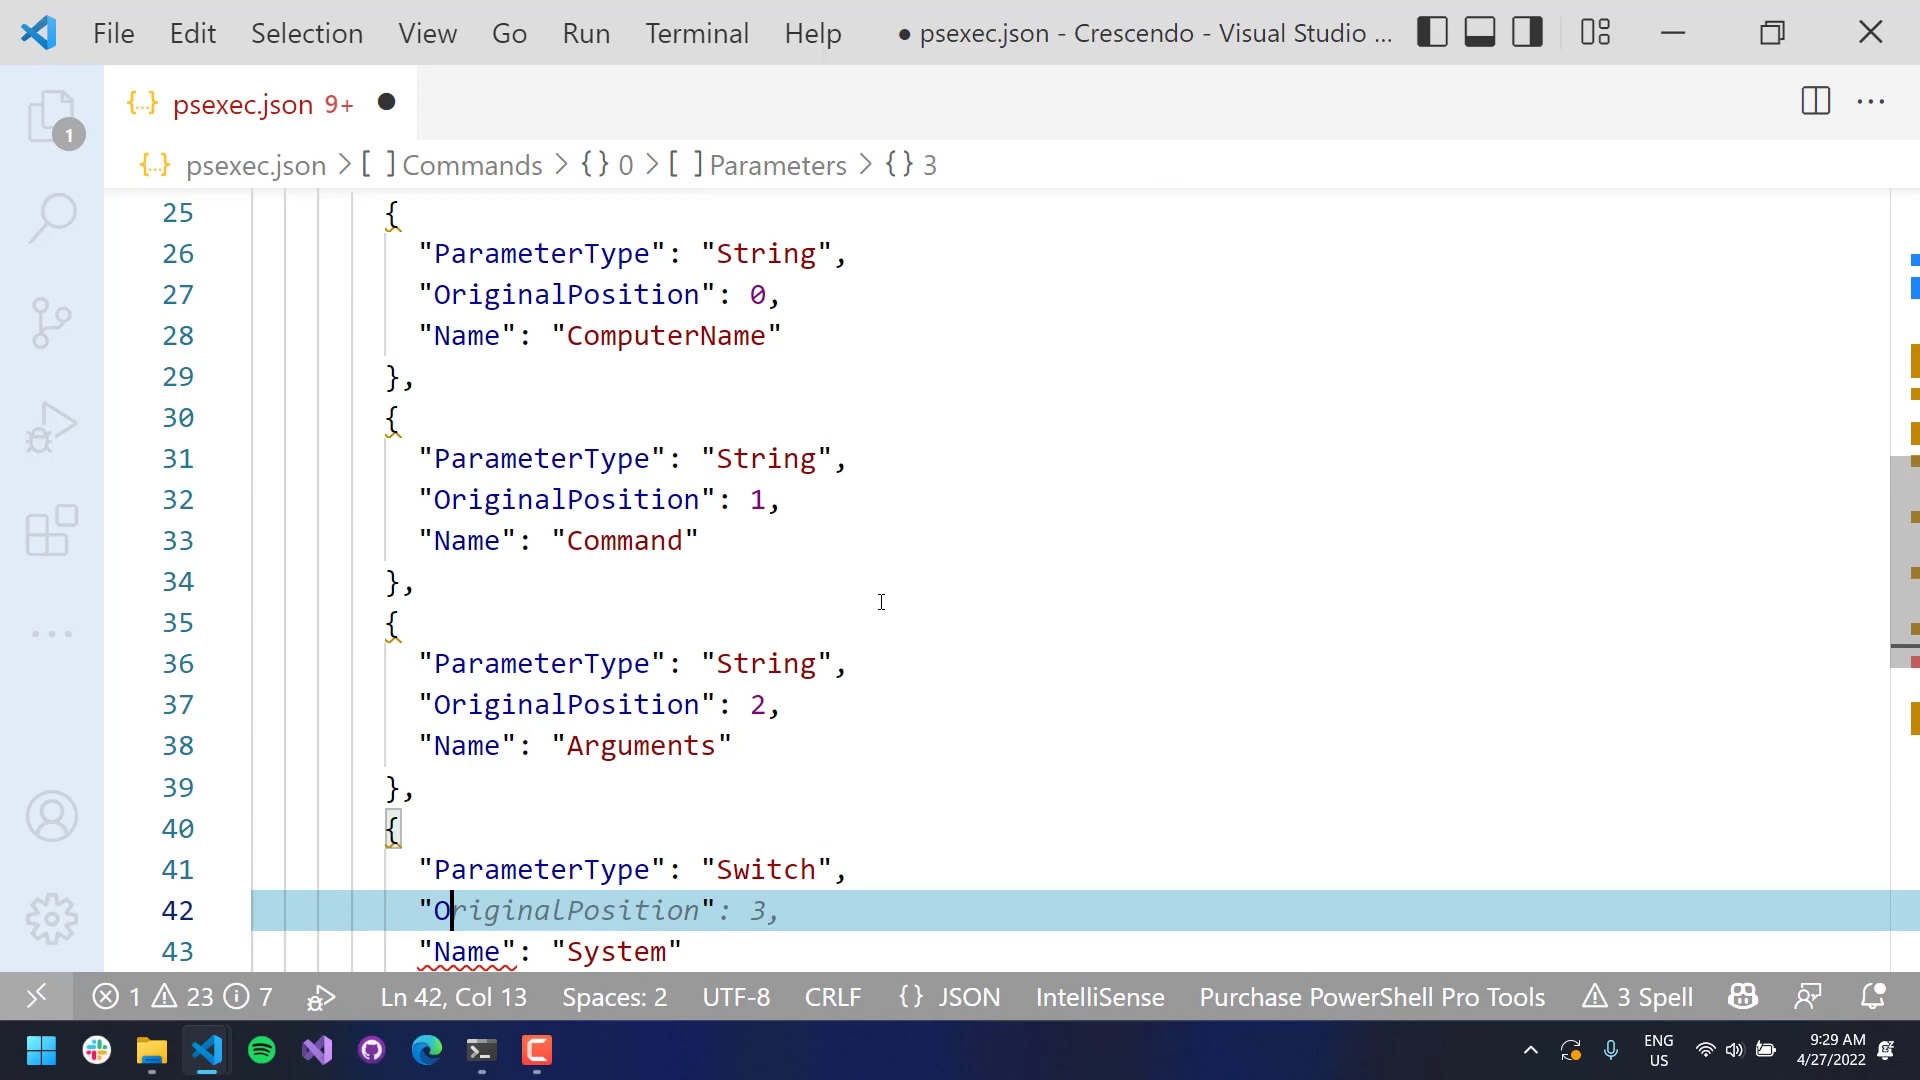 File Edit Selection View Go Run Terminal Help ● psexec.json - Crescendo - Visual Studio ...
1
{..} psexec.json 9+ ●
{..} psexec.json > [ ] Commands > {} 0 > [ ] Parameters > {} 3
25 {
26 "ParameterType": "String",
27 "OriginalPosition": 0,
28 "Name": "ComputerName"
29 },
30 {
31 "ParameterType": "String",
32 "OriginalPosition": 1,
33 "Name": "Command"
34 },
35 {
36 "ParameterType": "String",
37 "OriginalPosition": 2,
38 "Name": "Arguments"
39 },
40 {
41 "ParameterType": "Switch",
42 "OriginalPosition": 3,
43 "Name": "System"
1 23 7 Ln 42, Col 13 Spaces: 2 UTF-8 CRLF {} JSON IntelliSense Purchase PowerShell Pro Tools 3 Spell
ENG 9:29 AM
US 4/27/2022